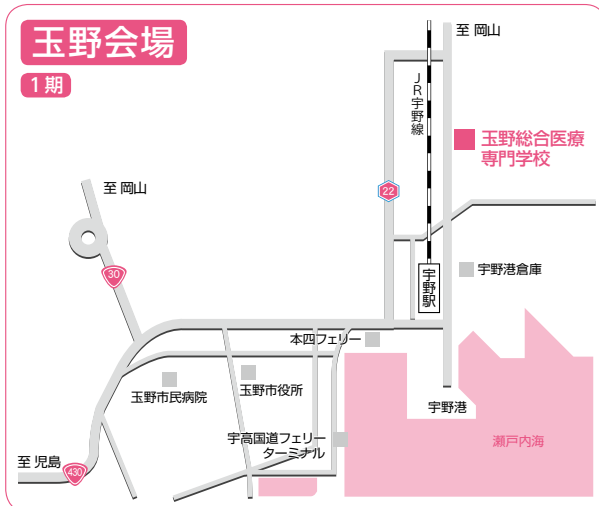 玉野会場
1期
至 岡山
JR宇野線
玉野総合医療
専門学校
至 岡山
22
30
宇野駅
宇野港倉庫
本四フェリー
玉野市民病院
玉野市役所
宇野港
宇高国道フェリー
ターミナル
瀬戸内海
至 児島
430